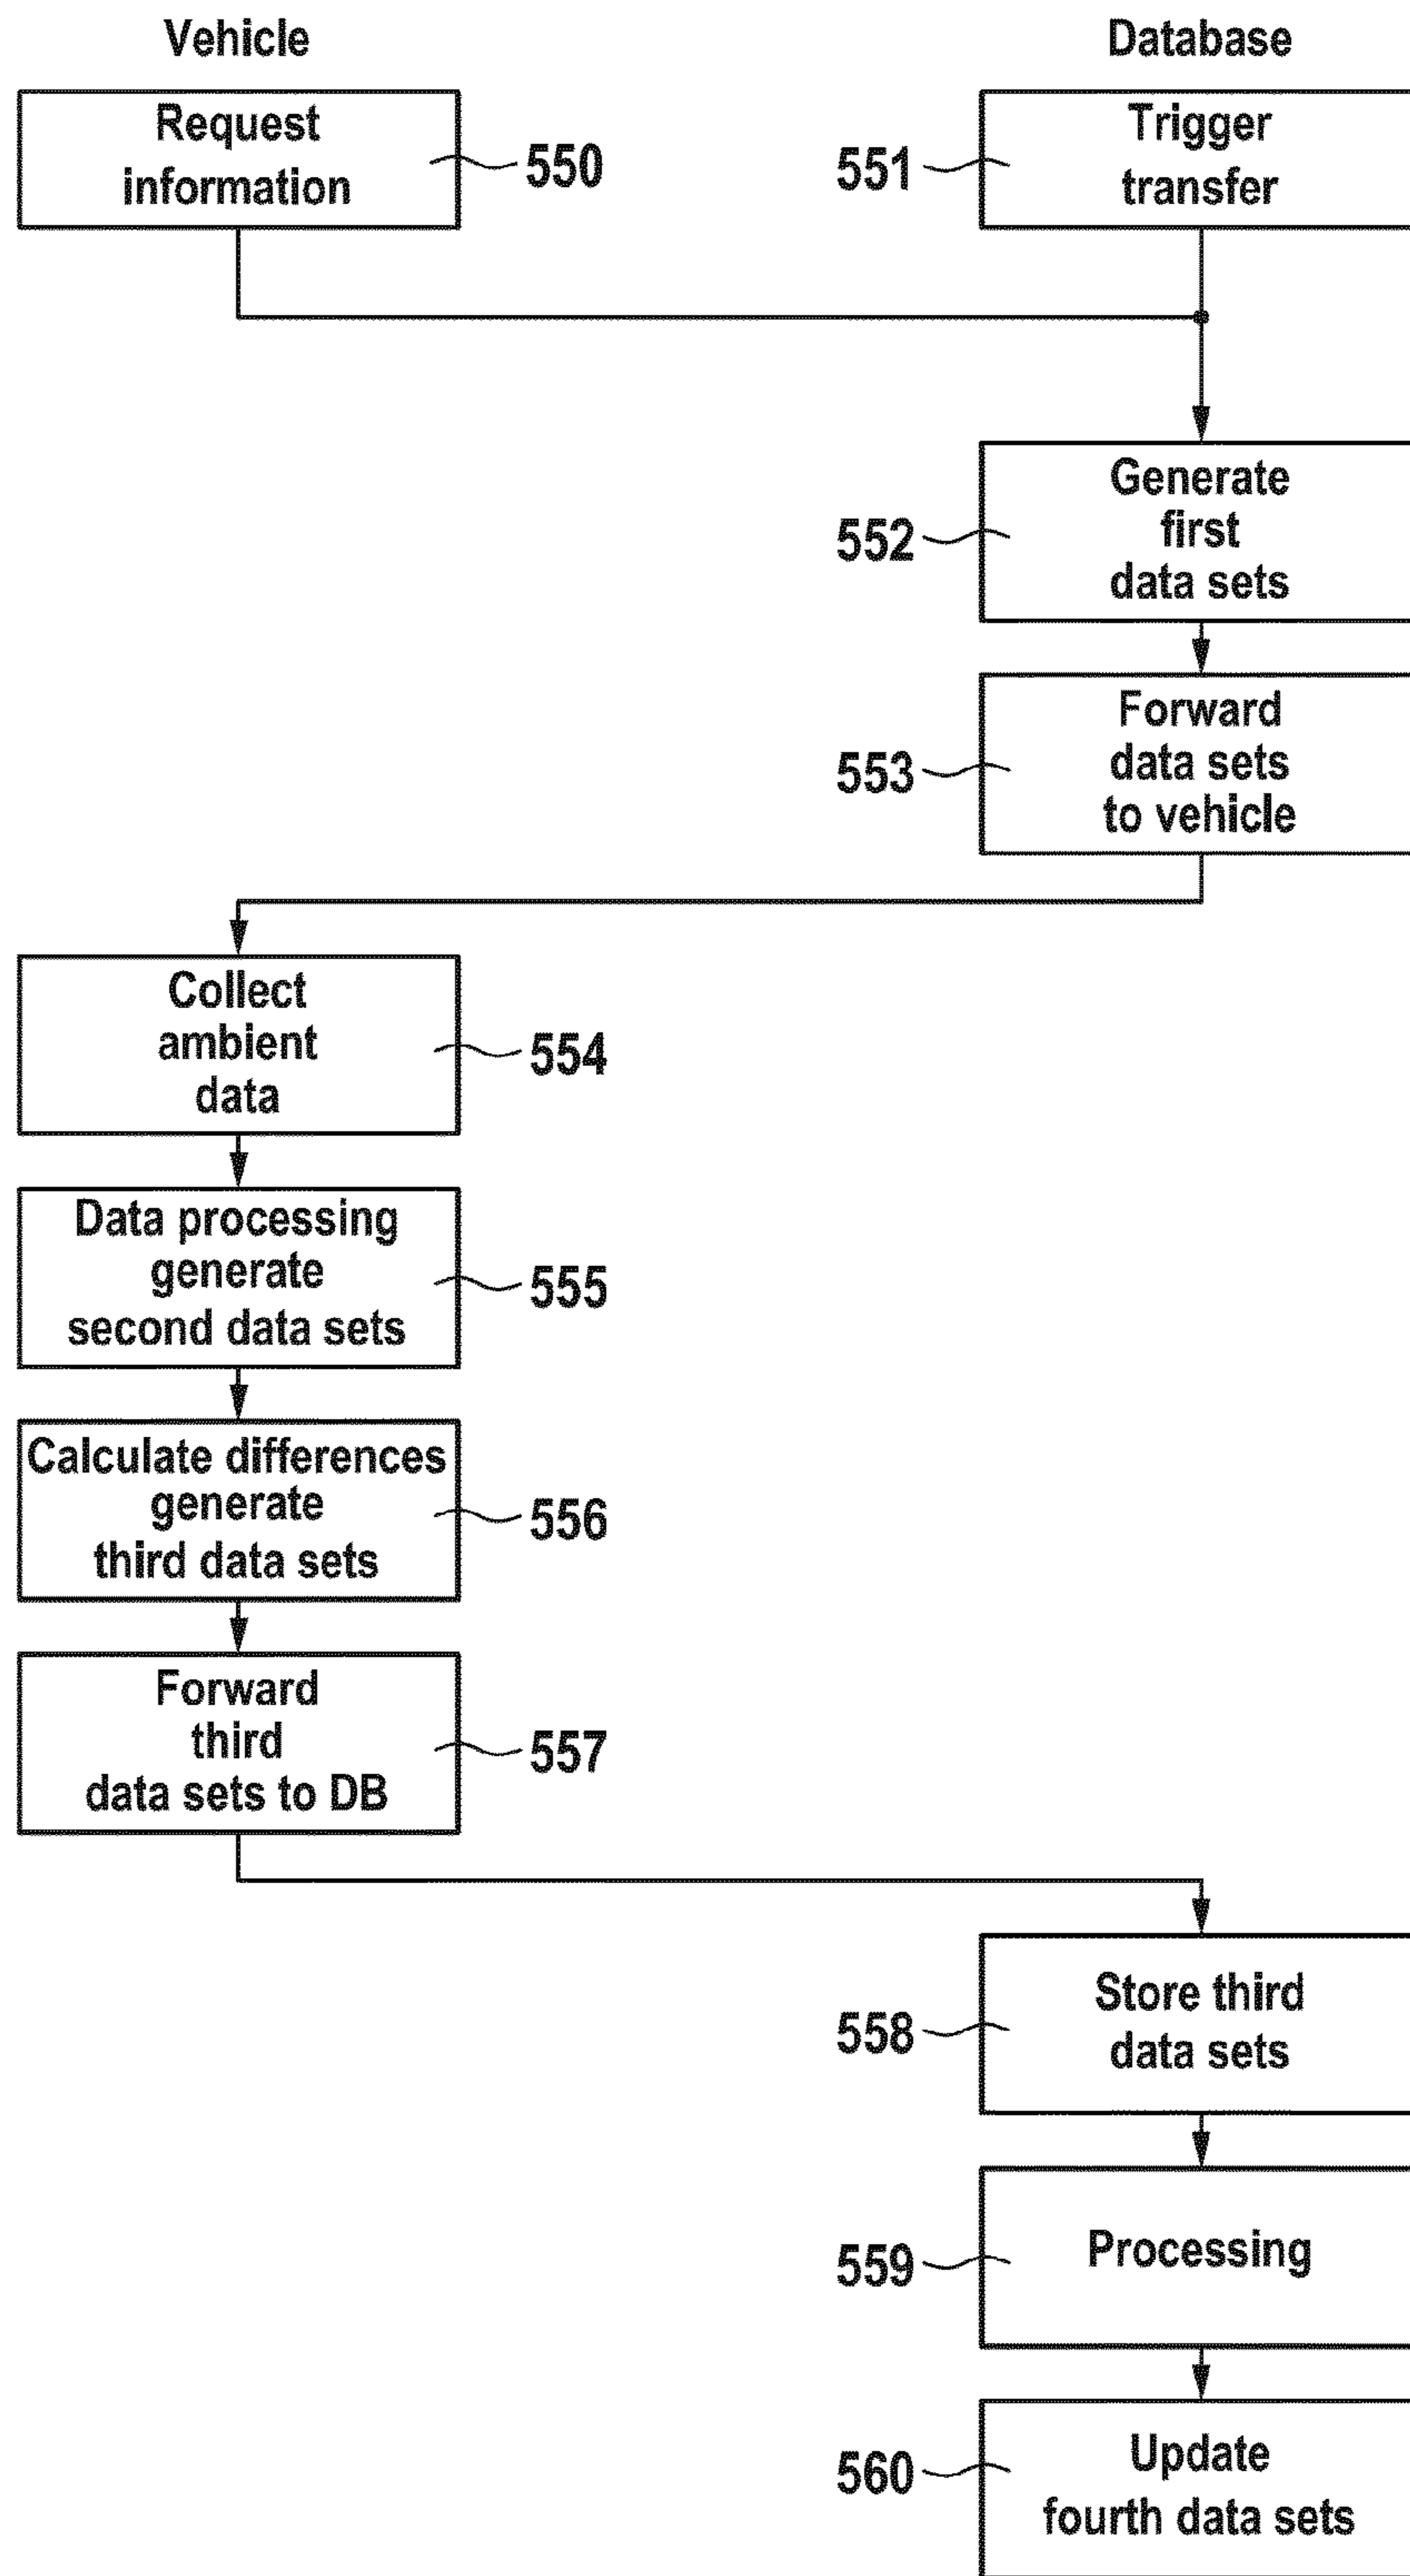 Vehicle
Database
Request
information
550
551
Trigger
transfer
552
Generate
first
data sets
553
Forward
data sets
to vehicle
Collect
ambient
data
554
Data processing
generate
second data sets
555
Calculate differences
generate
third data sets
556
Forward
third
data sets to DB
557
558
Store third
data sets
559
Processing
560
Update
fourth data sets